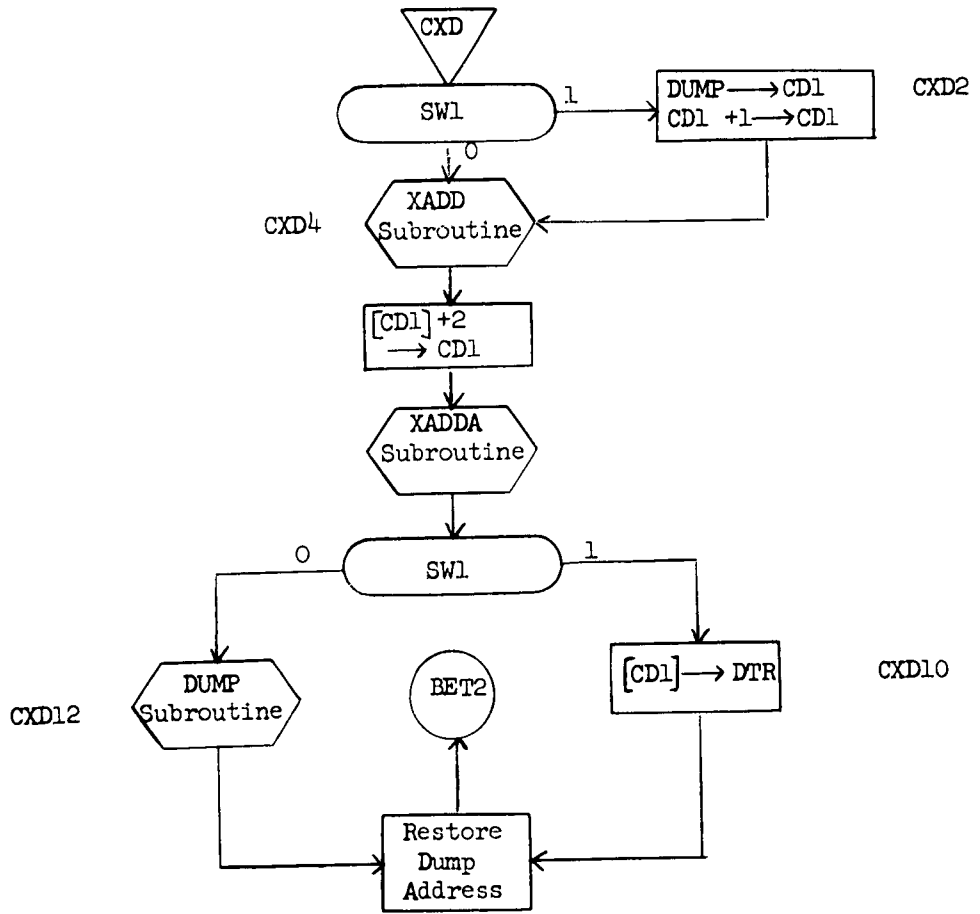 CXD
SW1
1
DUMP → CD1
CD1 +1 → CD1
CXD2
0
CXD4
XADD
Subroutine
[CD1] +2
→ CD1
XADDA
Subroutine
0
SW1
1
CXD12
DUMP
Subroutine
BET2
[CD1] → DTR
CXD10
Restore
Dump
Address